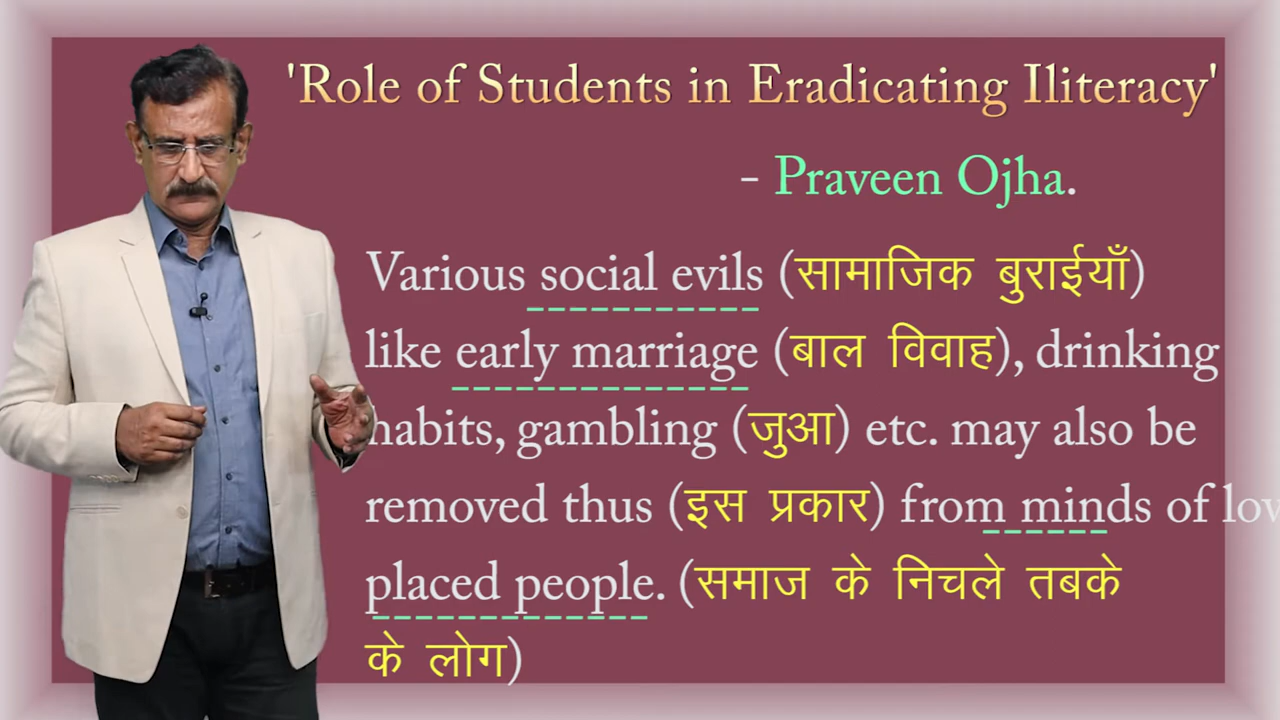 'Role of Students in Eradicating Iliteracy'
- Praveen Ojha.
Various social evils (सामाजिक बुराईयाँ)
like early marriage (बाल विवाह), drinking
habits, gambling (जुआ) etc. may also be
removed thus (इस प्रकार) from minds of low
placed people. (समाज के निचले तबके
के लोग)